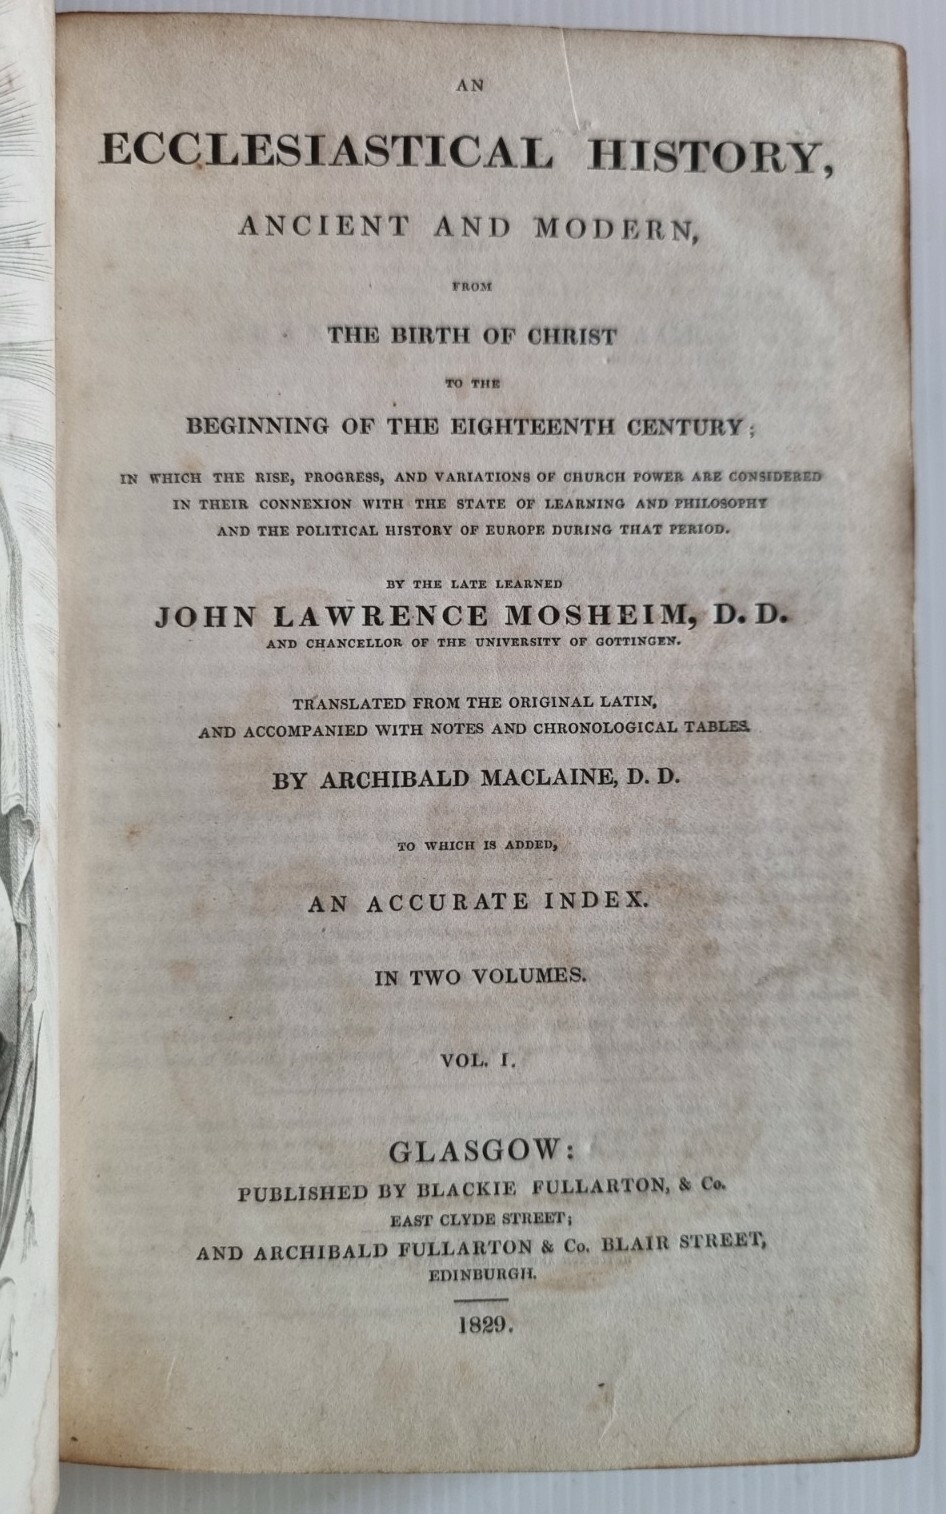 AN
ECCLESIASTICAL HISTORY,
ANCIENT AND MODERN,
FROM
THE BIRTH OF CHRIST
TO THE
BEGINNING OF THE EIGHTEENTH CENTURY;
IN WHICH THE RISE, PROGRESS, AND VARIATIONS OF CHURCH POWER ARE CONSIDERED
IN THEIR CONNEXION WITH THE STATE OF LEARNING AND PHILOSOPHY
AND THE POLITICAL HISTORY OF EUROPE DURING THAT PERIOD.
BY THE LATE LEARNED
JOHN LAWRENCE MOSHEIM, D. D.
AND CHANCELLOR OF THE UNIVERSITY OF GOTTINGEN.
TRANSLATED FROM THE ORIGINAL LATIN,
AND ACCOMPANIED WITH NOTES AND CHRONOLOGICAL TABLES.
BY ARCHIBALD MACLAINE, D. D.
TO WHICH IS ADDED,
AN ACCURATE INDEX.
IN TWO VOLUMES.
VOL. I.
GLASGOW:
PUBLISHED BY BLACKIE FULLARTON, & Co.
EAST CLYDE STREET;
AND ARCHIBALD FULLARTON & Co. BLAIR STREET,
EDINBURGH.
1829.